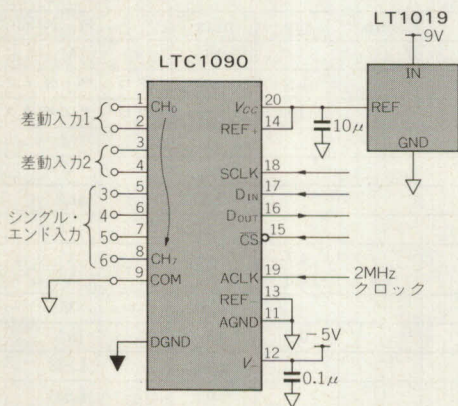 LT1019
9V
IN
REF
GND
LTC1090
差動入力1
差動入力2
シングル・
エンド入力
3
4
5
6
1
2
3
4
5
6
7
8
9
CH0
CH7
COM
DGND
VCC
REF+
SCLK
DIN
DOUT
CS
ACLK
REF−
AGND
V−
20
14
18
17
16
15
19
13
11
12
10μ
2MHz
クロック
−5V
0.1μ